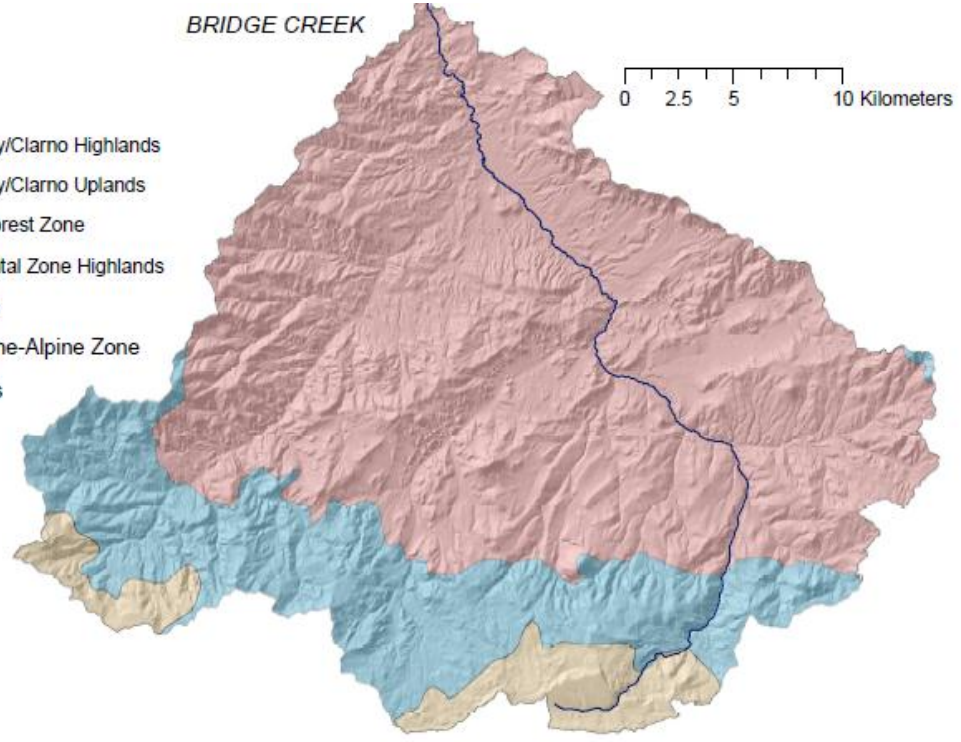 BRIDGE CREEK
0 2.5 5 10 Kilometers
y/Clarno Highlands
y/Clarno Uplands
rest Zone
tal Zone Highlands
ne-Alpine Zone
s